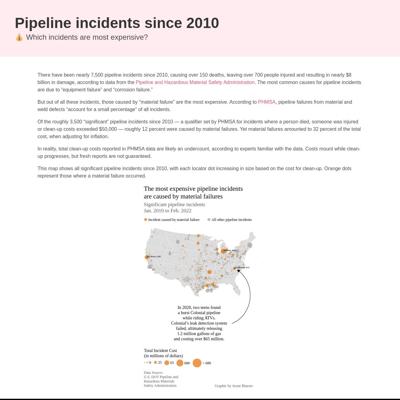 Pipeline incidents since 2010
💰 Which incidents are most expensive?
There have been nearly 7,500 pipeline incidents since 2010, causing over 150 deaths, leaving over 700 people injured and resulting in nearly $8
billion in damage, according to data from the Pipeline and Hazardous Material Safety Administration. The most common causes for pipeline incidents
are due to "equipment failure" and "corrosion failure."
But out of all these incidents, those caused by "material failure" are the most expensive. According to PHMSA, pipeline failures from material and
weld defects "account for a small percentage" of all incidents.
Of the roughly 3,500 "significant" pipeline incidents since 2010 — a qualifier set by PHMSA for incidents where a person died, someone was injured
or clean-up costs exceeded $50,000 — roughly 12 percent were caused by material failures. Yet material failures amounted to 32 percent of the total
cost, when adjusting for inflation.
In reality, total clean-up costs reported in PHMSA data are likely an undercount, according to experts familiar with the data. Costs mount while clean-
up progresses, but fresh reports are not guaranteed.
This map shows all significant pipeline incidents since 2010, with each locator dot increasing in size based on the cost for clean-up. Orange dots
represent those where a material failure occurred.
The most expensive pipeline incidents
are caused by material failures
Significant pipeline incidents
Jan. 2010 to Feb. 2022
Incident caused by material failure
All other pipeline incidents
In 2020, two teens found
a burst Colonial pipeline
while riding ATVs.
Colonial's leak detection system
failed, ultimately releasing
1.2 million gallons of gas
and costing over $65 million.
Total Incident Cost
(in millions of dollars)
Data Source:
U.S. DOT Pipeline and
Hazardous Materials
Safety Administration